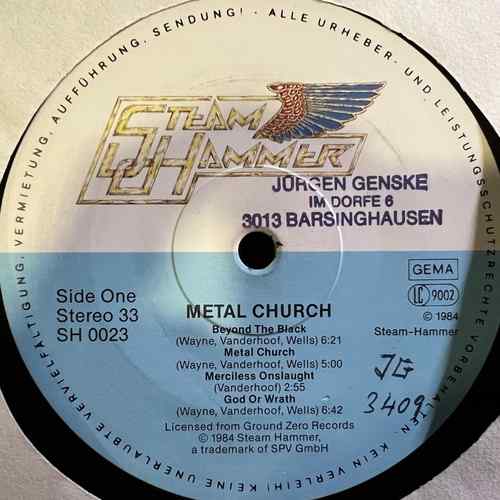 VERVIELFÄLTIGUNG, VERMIETUNG, AUFFÜHRUNG, SENDUNG! - ALLE URHEBER- UND LEISTUNGSSCHUTZRECHTE VORBEHALTEN. KEIN VERLEIH! KEINE UNERLAUBTE
STEAM
HAMMER
JÜRGEN GENSKE
IM DORFE 6
3013 BARSINGHAUSEN
GEMA
LC 9002
℗ 1984
Steam-Hammer
Side One
Stereo 33
SH 0023
METAL CHURCH
Beyond The Black
(Wayne, Vanderhoof, Wells) 6:21
Metal Church
(Wayne, Vanderhoof, Wells) 5:00
Merciless Onslaught
(Vanderhoof) 2:55
God Or Wrath
(Wayne, Vanderhoof, Wells) 6:42
Licensed from Ground Zero Records
© 1984 Steam Hammer,
a trademark of SPV GmbH
JG
3409